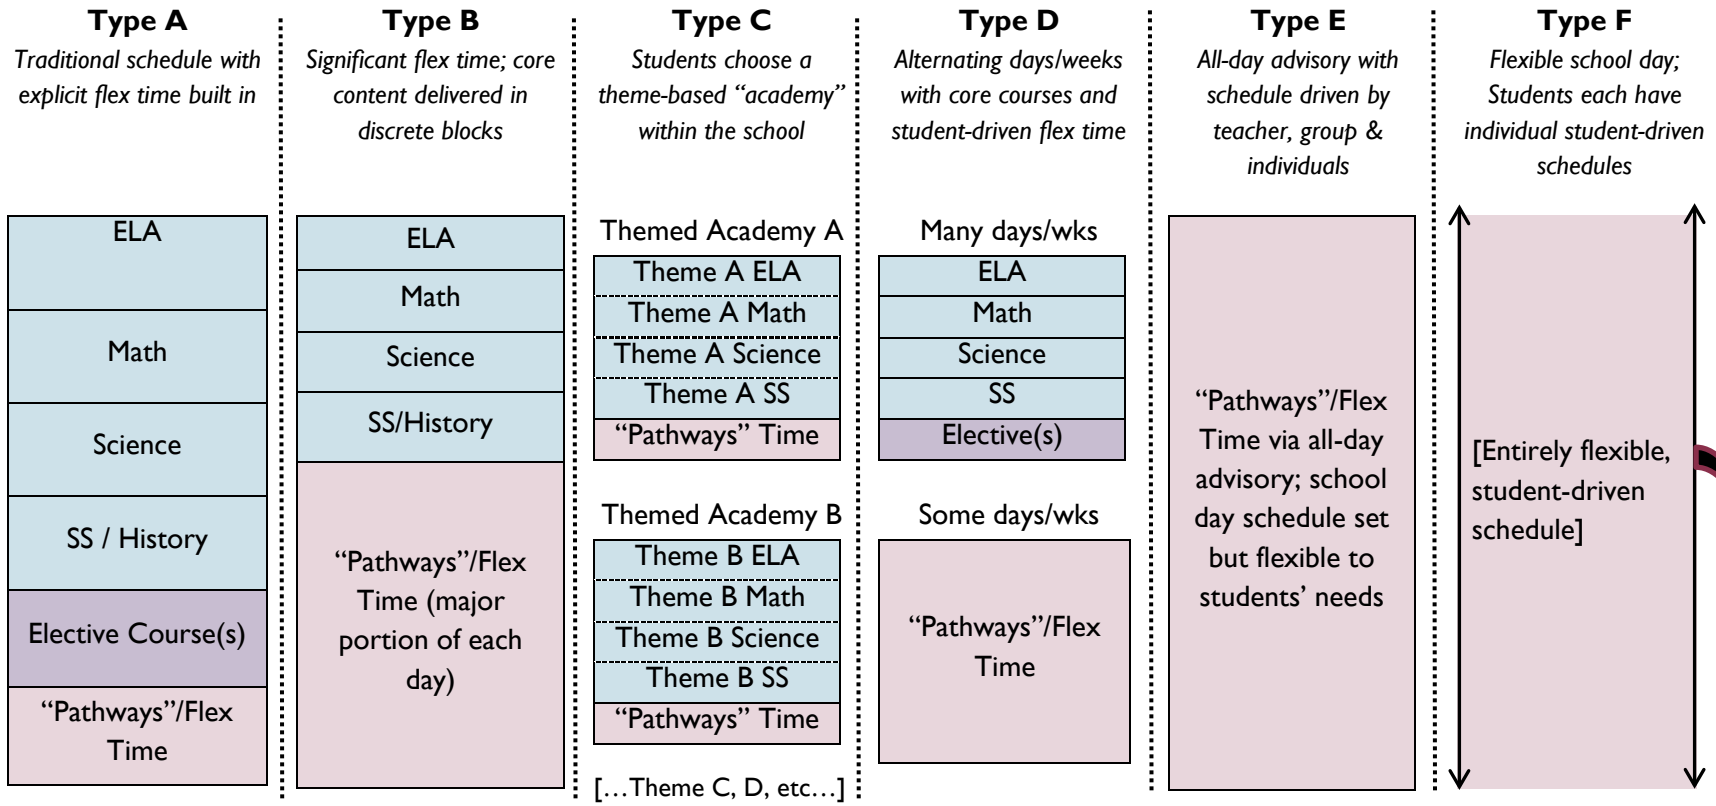 Type A
Traditional schedule with
explicit flex time built in
ELA
Math
Science
SS / History
Elective Course(s)
“Pathways”/Flex
Time
Type B
Significant flex time; core
content delivered in
discrete blocks
ELA
Math
Science
SS/History
“Pathways”/Flex
Time (major
portion of each
day)
Type C
Students choose a
theme-based “academy”
within the school
Themed Academy A
Theme A ELA
Theme A Math
Theme A Science
Theme A SS
“Pathways” Time
Themed Academy B
Theme B ELA
Theme B Math
Theme B Science
Theme B SS
“Pathways” Time
[…Theme C, D, etc…]
Type D
Alternating days/weeks
with core courses and
student-driven flex time
Many days/wks
ELA
Math
Science
SS
Elective(s)
Some days/wks
“Pathways”/Flex
Time
Type E
All-day advisory with
schedule driven by
teacher, group &
individuals
“Pathways”/Flex
Time via all-day
advisory; school
day schedule set
but flexible to
students’ needs
Type F
Flexible school day;
Students each have
individual student-driven
schedules
[Entirely flexible,
student-driven
schedule]